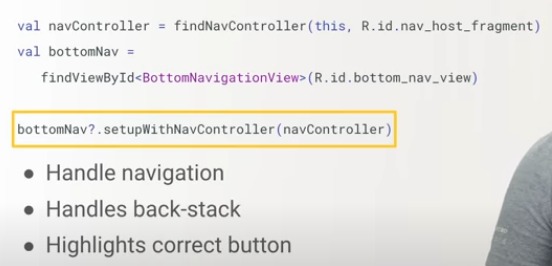 val navController = findNavController(this, R.id.nav_host_fragment)
val bottomNav =
findViewById<BottomNavigationView>(R.id.bottom_nav_view)
bottomNav?.setupWithNavController(navController)
• Handle navigation
• Handles back-stack
• Highlights correct button